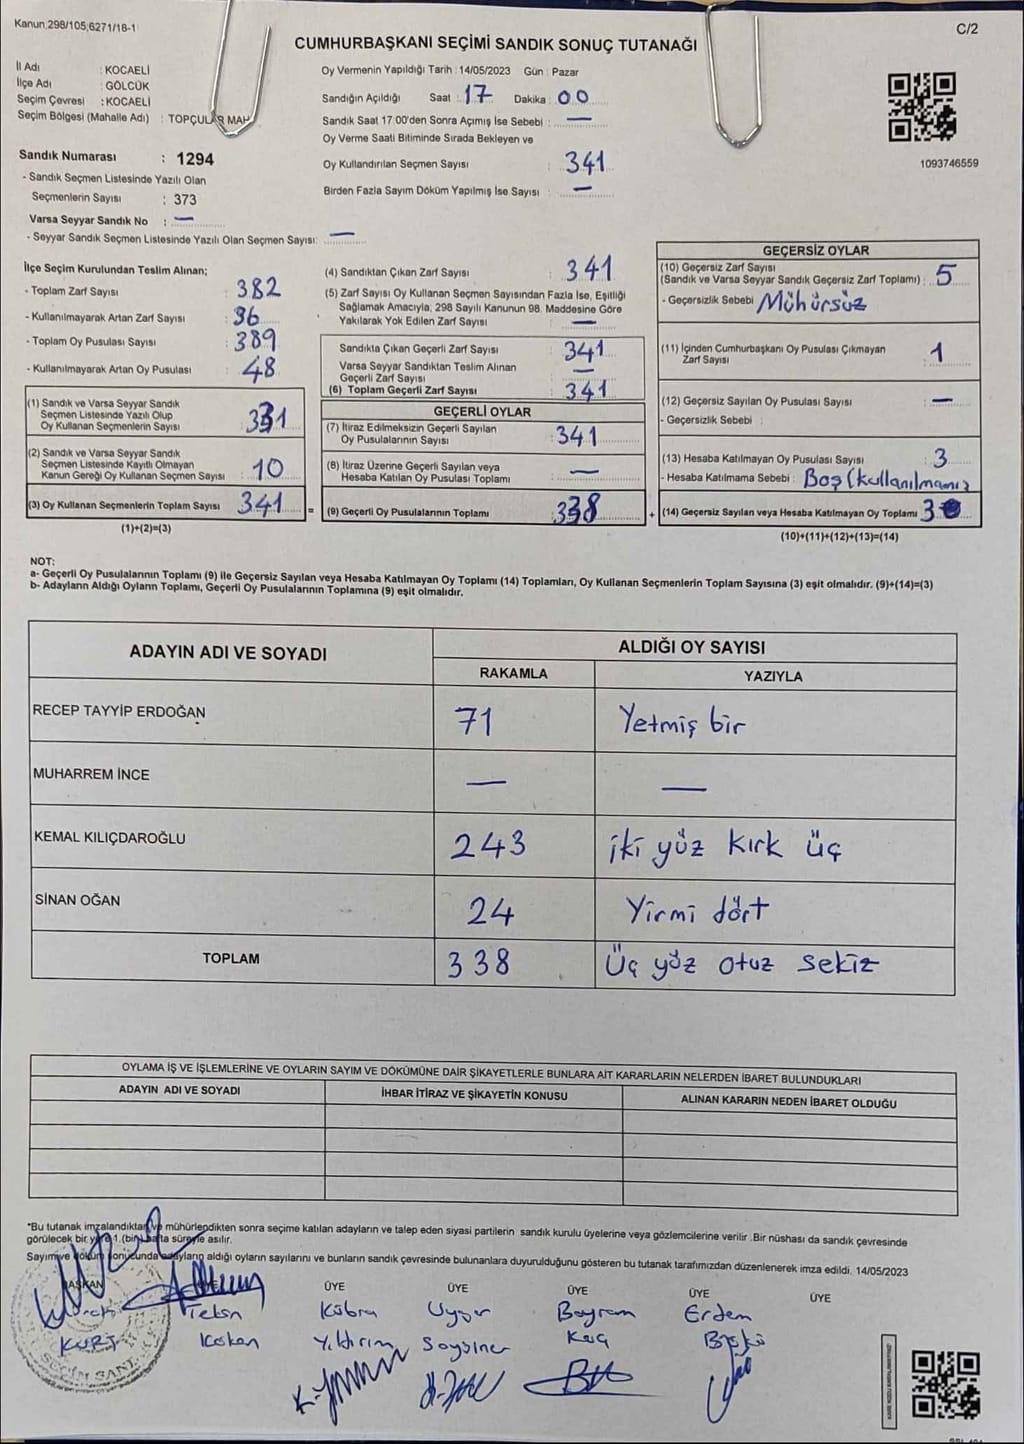 Kanun;298/105;6271/18-1
C/2
CUMHURBAŞKANI SEÇİMİ SANDIK SONUÇ TUTANAĞI
İl Adı : KOCAELİ
İlçe Adı : GÖLCÜK
Seçim Çevresi : KOCAELİ
Seçim Bölgesi (Mahalle Adı) : TOPÇULAR MAH
Sandık Numarası : 1294
- Sandık Seçmen Listesinde Yazılı Olan
Seçmenlerin Sayısı : 373
Varsa Seyyar Sandık No : —
- Seyyar Sandık Seçmen Listesinde Yazılı Olan Seçmen Sayısı: —
Oy Vermenin Yapıldığı Tarih : 14/05/2023 Gün : Pazar
Sandığın Açıldığı Saat : 17 Dakika : 00
Sandık Saat 17:00'den Sonra Açımış İse Sebebi : —
Oy Verme Saati Bitiminde Sırada Bekleyen ve
Oy Kullandırılan Seçmen Sayısı : 341
Birden Fazla Sayım Döküm Yapılmış İse Sayısı : —
1093746559
İlçe Seçim Kurulundan Teslim Alınan;
- Toplam Zarf Sayısı : 382
- Kullanılmayarak Artan Zarf Sayısı : 36
- Toplam Oy Pusulası Sayısı : 389
- Kullanılmayarak Artan Oy Pusulası : 48
(1) Sandık ve Varsa Seyyar Sandık
Seçmen Listesinde Yazılı Olup
Oy Kullanan Seçmenlerin Sayısı : 331
(2) Sandık ve Varsa Seyyar Sandık
Seçmen Listesinde Kayıtlı Olmayan
Kanun Gereği Oy Kullanan Seçmen Sayısı : 10
(3) Oy Kullanan Seçmenlerin Toplam Sayısı : 341
(1)+(2)=(3)
(4) Sandıktan Çıkan Zarf Sayısı : 341
(5) Zarf Sayısı Oy Kullanan Seçmen Sayısından Fazla İse, Eşitliği
Sağlamak Amacıyla; 298 Sayılı Kanunun 98. Maddesine Göre
Yakılarak Yok Edilen Zarf Sayısı : —
Sandıkta Çıkan Geçerli Zarf Sayısı : 341
Varsa Seyyar Sandıktan Teslim Alınan
Geçerli Zarf Sayısı : —
(6) Toplam Geçerli Zarf Sayısı : 341
GEÇERLİ OYLAR
(7) İtiraz Edilmeksizin Geçerli Sayılan
Oy Pusulalarının Sayısı : 341
(8) İtiraz Üzerine Geçerli Sayılan veya
Hesaba Katılan Oy Pusulası Toplamı : —
= (9) Geçerli Oy Pusulalarının Toplamı : 338
GEÇERSİZ OYLAR
(10) Geçersiz Zarf Sayısı
(Sandık ve Varsa Seyyar Sandık Geçersiz Zarf Toplamı) : 5
- Geçersizlik Sebebi : Mühürsüz
(11) İçinden Cumhurbaşkanı Oy Pusulası Çıkmayan
Zarf Sayısı : 1
(12) Geçersiz Sayılan Oy Pusulası Sayısı : —
- Geçersizlik Sebebi :
(13) Hesaba Katılmayan Oy Pusulası Sayısı : 3
- Hesaba Katılmama Sebebi : Boş (kullanılmamış
+ (14) Geçersiz Sayılan veya Hesaba Katılmayan Oy Toplamı : 3
(10)+(11)+(12)+(13)=(14)
NOT:
a- Geçerli Oy Pusulalarının Toplamı (9) ile Geçersiz Sayılan veya Hesaba Katılmayan Oy Toplamı (14) Toplamları, Oy Kullanan Seçmenlerin Toplam Sayısına (3) eşit olmalıdır. (9)+(14)=(3)
b- Adayların Aldığı Oyların Toplamı, Geçerli Oy Pusulalarının Toplamına (9) eşit olmalıdır.
ADAYIN ADI VE SOYADI
ALDIĞI OY SAYISI
RAKAMLA YAZIYLA
RECEP TAYYİP ERDOĞAN 71 Yetmiş bir
MUHARREM İNCE — —
KEMAL KILIÇDAROĞLU 243 iki yüz kırk üç
SİNAN OĞAN 24 Yirmi dört
TOPLAM 338 Üç yüz otuz sekiz
OYLAMA İŞ VE İŞLEMLERİNE VE OYLARIN SAYIM VE DÖKÜMÜNE DAİR ŞİKAYETLERLE BUNLARA AİT KARARLARIN NELERDEN İBARET BULUNDUKLARI
ADAYIN ADI VE SOYADI İHBAR İTİRAZ VE ŞİKAYETİN KONUSU ALINAN KARARIN NEDEN İBARET OLDUĞU
*Bu tutanak imzalandıktan ve mühürlendikten sonra seçime katılan adayların ve talep eden siyasi partilerin sandık kurulu üyelerine veya gözlemcilerine verilir .Bir nüshası da sandık çevresinde
görülecek bir yere 1 (bir) hafta süreyle asılır.
Sayım ve döküm sonucunda adayların aldığı oyların sayılarını ve bunların sandık çevresinde bulunanlara duyurulduğunu gösteren bu tutanak tarafımızdan düzenlenerek imza edildi. 14/05/2023
BAŞKAN ÜYE ÜYE ÜYE ÜYE ÜYE
Kübra Uygur Bayram Erdem
KURT Yıldırım Kaç